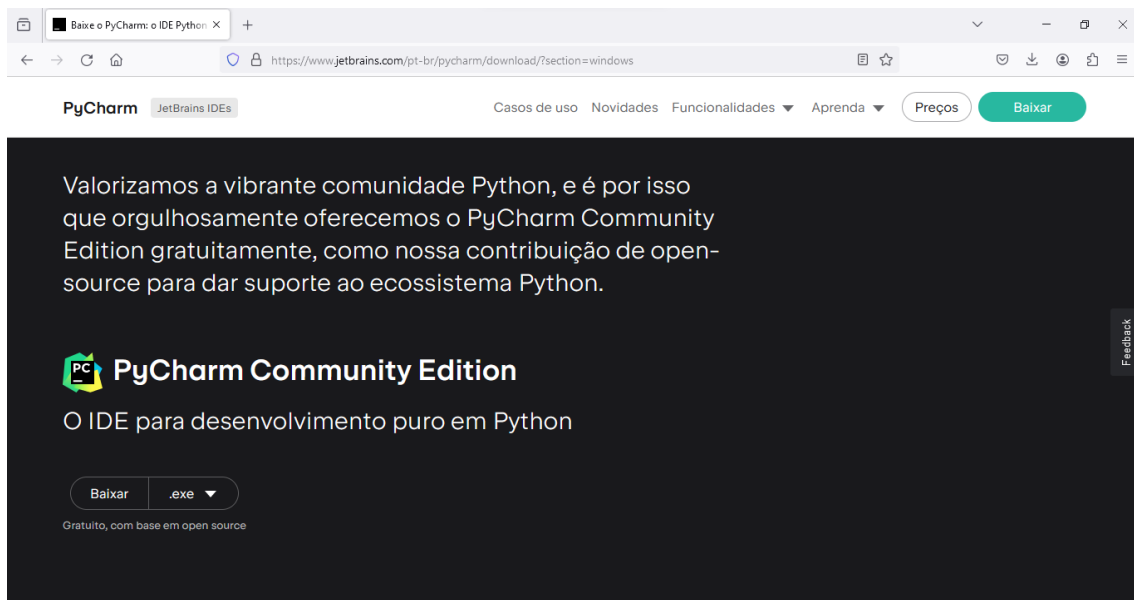 Baixe o PyCharm: o IDE Python
https://www.jetbrains.com/pt-br/pycharm/download/?section=windows
PyCharm JetBrains IDEs Casos de uso Novidades Funcionalidades Aprenda Preços Baixar
Valorizamos a vibrante comunidade Python, e é por isso
que orgulhosamente oferecemos o PyCharm Community
Edition gratuitamente, como nossa contribuição de open-
source para dar suporte ao ecossistema Python.
Feedback
PC PyCharm Community Edition
O IDE para desenvolvimento puro em Python
Baixar .exe
Gratuito, com base em open source